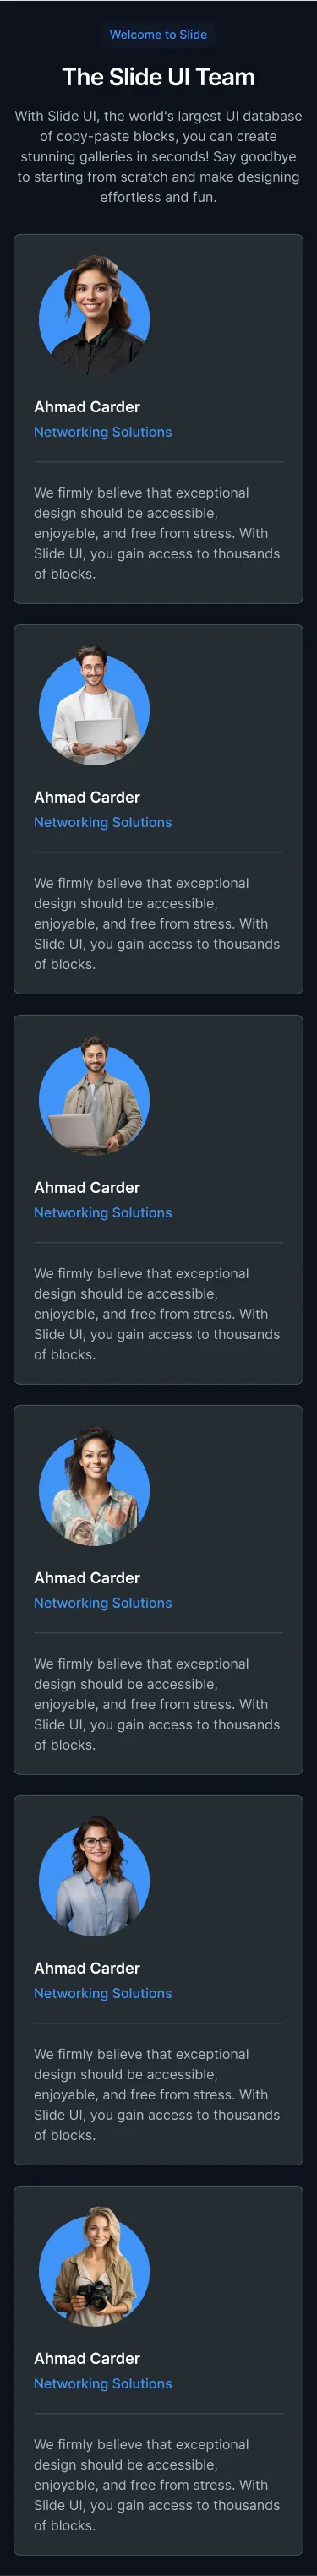 Welcome to Slide
The Slide UI Team
With Slide UI, the world's largest UI database
of copy-paste blocks, you can create
stunning galleries in seconds! Say goodbye
to starting from scratch and make designing
effortless and fun.
Ahmad Carder
Networking Solutions
We firmly believe that exceptional
design should be accessible,
enjoyable, and free from stress. With
Slide UI, you gain access to thousands
of blocks.
Ahmad Carder
Networking Solutions
We firmly believe that exceptional
design should be accessible,
enjoyable, and free from stress. With
Slide UI, you gain access to thousands
of blocks.
Ahmad Carder
Networking Solutions
We firmly believe that exceptional
design should be accessible,
enjoyable, and free from stress. With
Slide UI, you gain access to thousands
of blocks.
Ahmad Carder
Networking Solutions
We firmly believe that exceptional
design should be accessible,
enjoyable, and free from stress. With
Slide UI, you gain access to thousands
of blocks.
Ahmad Carder
Networking Solutions
We firmly believe that exceptional
design should be accessible,
enjoyable, and free from stress. With
Slide UI, you gain access to thousands
of blocks.
Ahmad Carder
Networking Solutions
We firmly believe that exceptional
design should be accessible,
enjoyable, and free from stress. With
Slide UI, you gain access to thousands
of blocks.